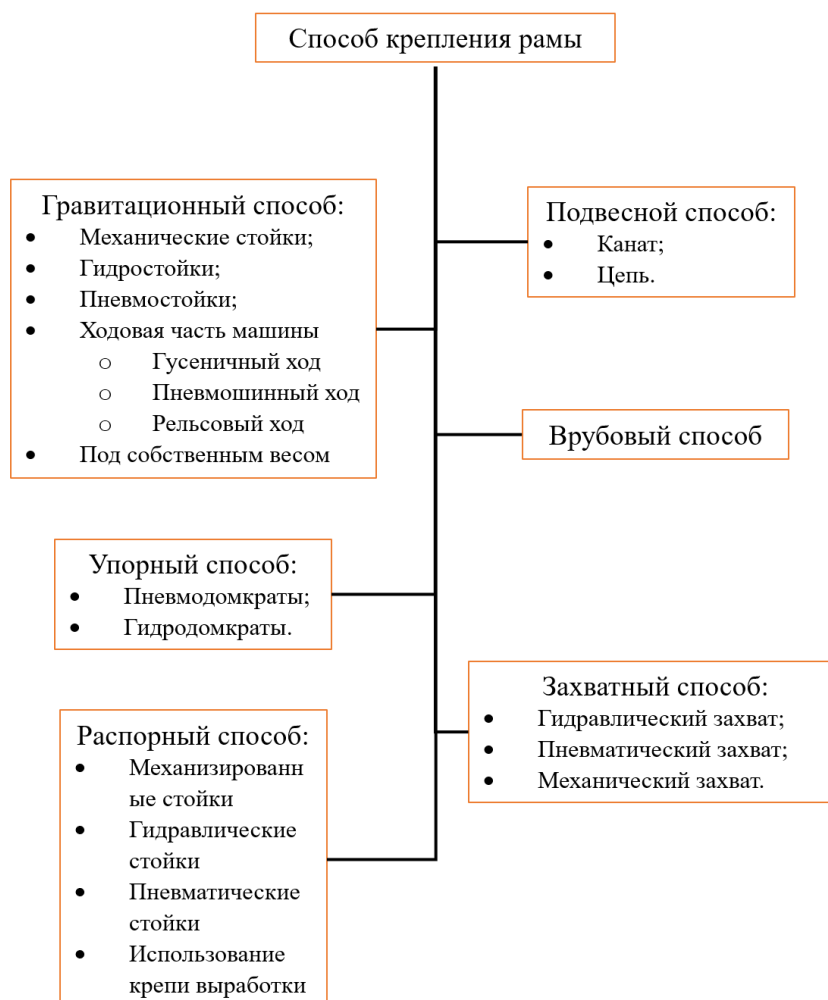 Способ крепления рамы
Гравитационный способ:
• Механические стойки;
• Гидростойки;
• Пневмостойки;
• Ходовая часть машины
o Гусеничный ход
o Пневмошинный ход
o Рельсовый ход
• Под собственным весом
Подвесной способ:
• Канат;
• Цепь.
Врубовый способ
Упорный способ:
• Пневмодомкраты;
• Гидродомкраты.
Захватный способ:
• Гидравлический захват;
• Пневматический захват;
• Механический захват.
Распорный способ:
• Механизированн
ые стойки
• Гидравлические
стойки
• Пневматические
стойки
• Использование
крепи выработки